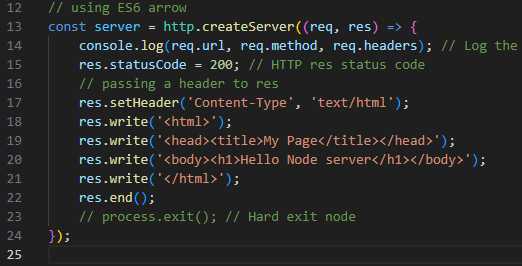 12 // using ES6 arrow
13 const server = http.createServer((req, res) => {
14 console.log(req.url, req.method, req.headers); // Log the
15 res.statusCode = 200; // HTTP res status code
16 // passing a header to res
17 res.setHeader('Content-Type', 'text/html');
18 res.write('<html>');
19 res.write('<head><title>My Page</title></head>');
20 res.write('<body><h1>Hello Node server</h1></body>');
21 res.write('</html>');
22 res.end();
23 // process.exit(); // Hard exit node
24 });
25